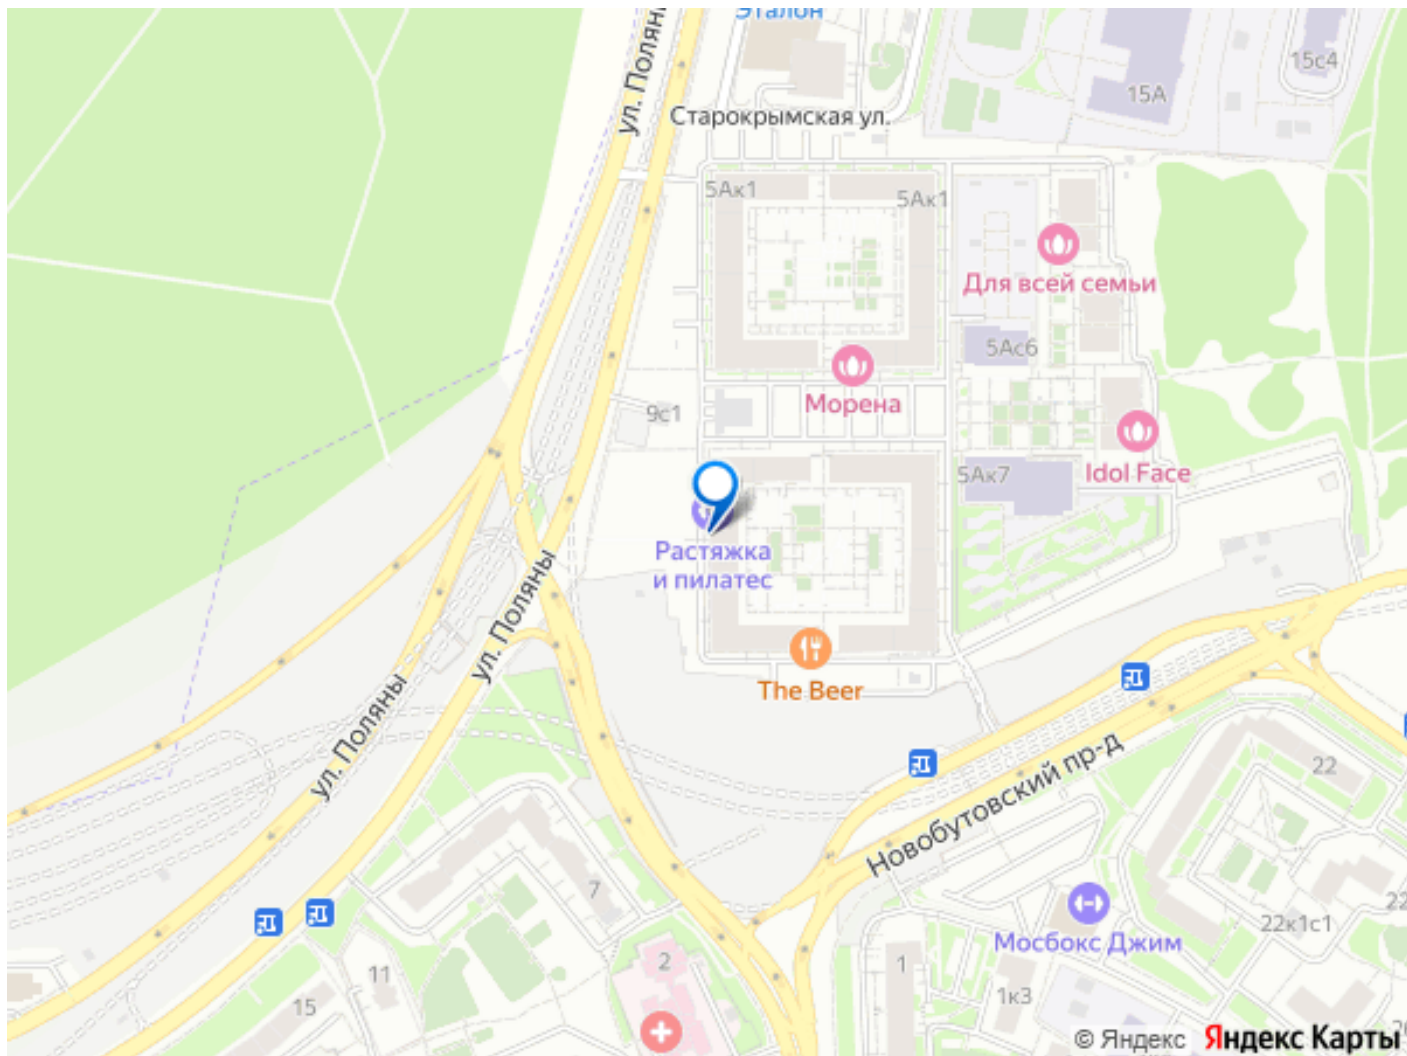 Эталон
ул. Поляны
15с4
15А
Старокрымская ул.
5Ак1
5Ак1
Для всей семьи
5Ас6
Морена
9с1
Idol Face
5Ак7
Растяжка
и пилатес
ул. Поляны
The Beer
ул. Поляны
Новобутовский пр-д
22
7
22к1с1
Мосбокс Джим
2
1
11
15
1к3
© Яндекс Яндекс Карты